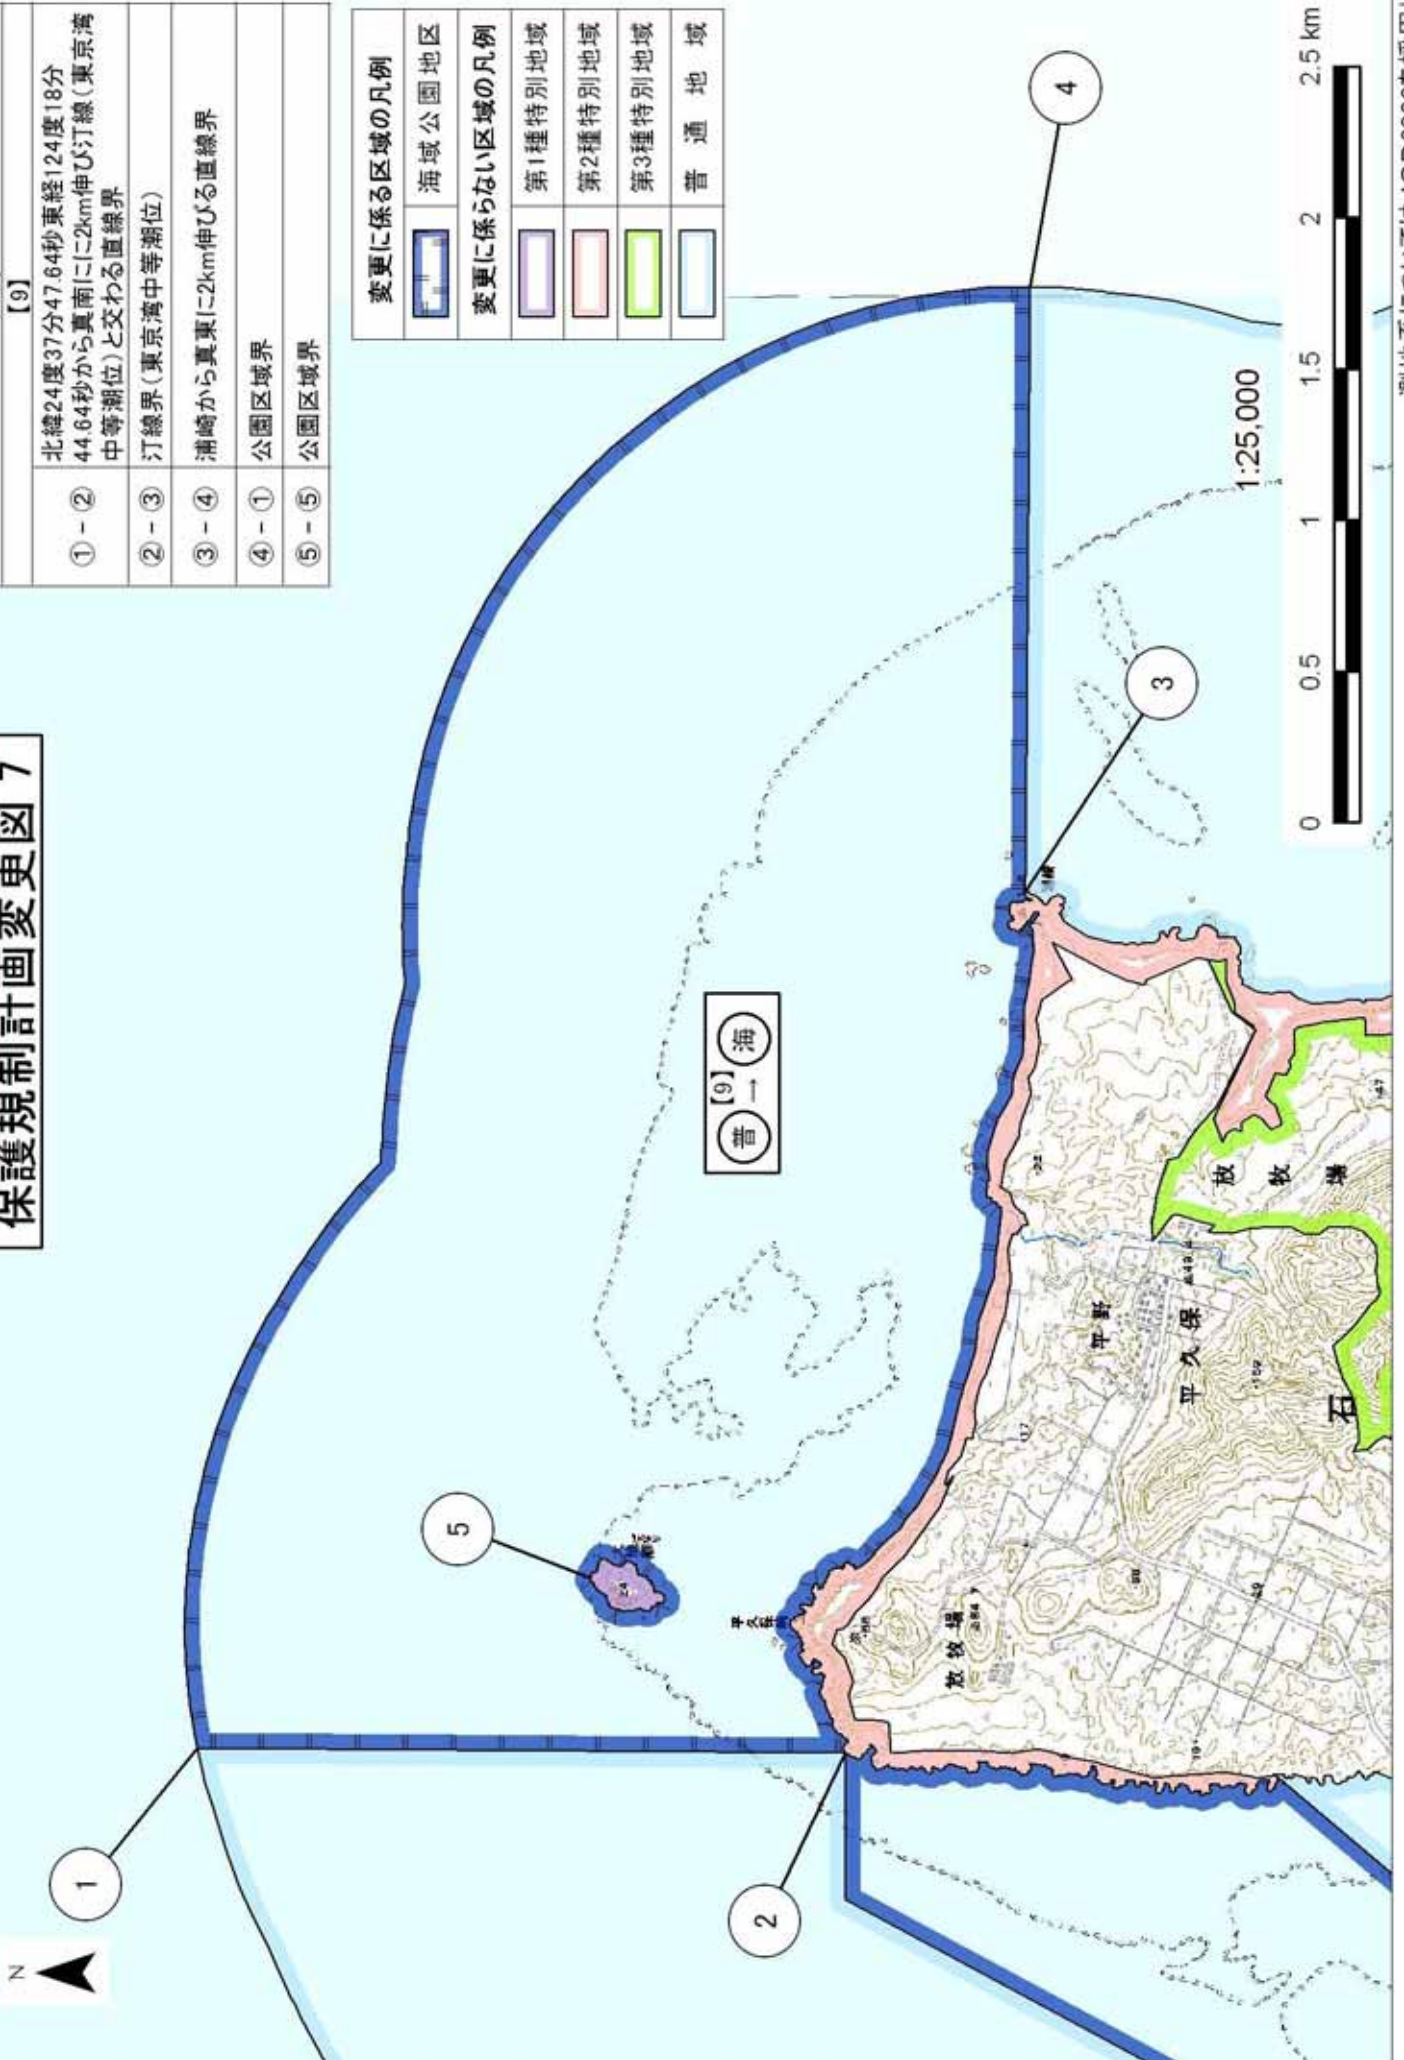 保護規制計画変更図 7
【9】
①－② 北緯24度37分47.64秒東経124度18分
44.64秒から真南にに2km伸び汀線(東京湾
中等潮位)と交わる直線界
②－③ 汀線界(東京湾中等潮位)
③－④ 浦崎から真東に2km伸びる直線界
④－① 公園区域界
⑤－⑤ 公園区域界
変更に係る区域の凡例
海域公園地区
変更に係らない区域の凡例
第1種特別地域
第2種特別地域
第3種特別地域
普通地域
N
1
2
3
4
5
【9】
普→海
平野
平久保
放牧場
放牧場
石
1:25,000
0 0.5 1 1.5 2 2.5 km